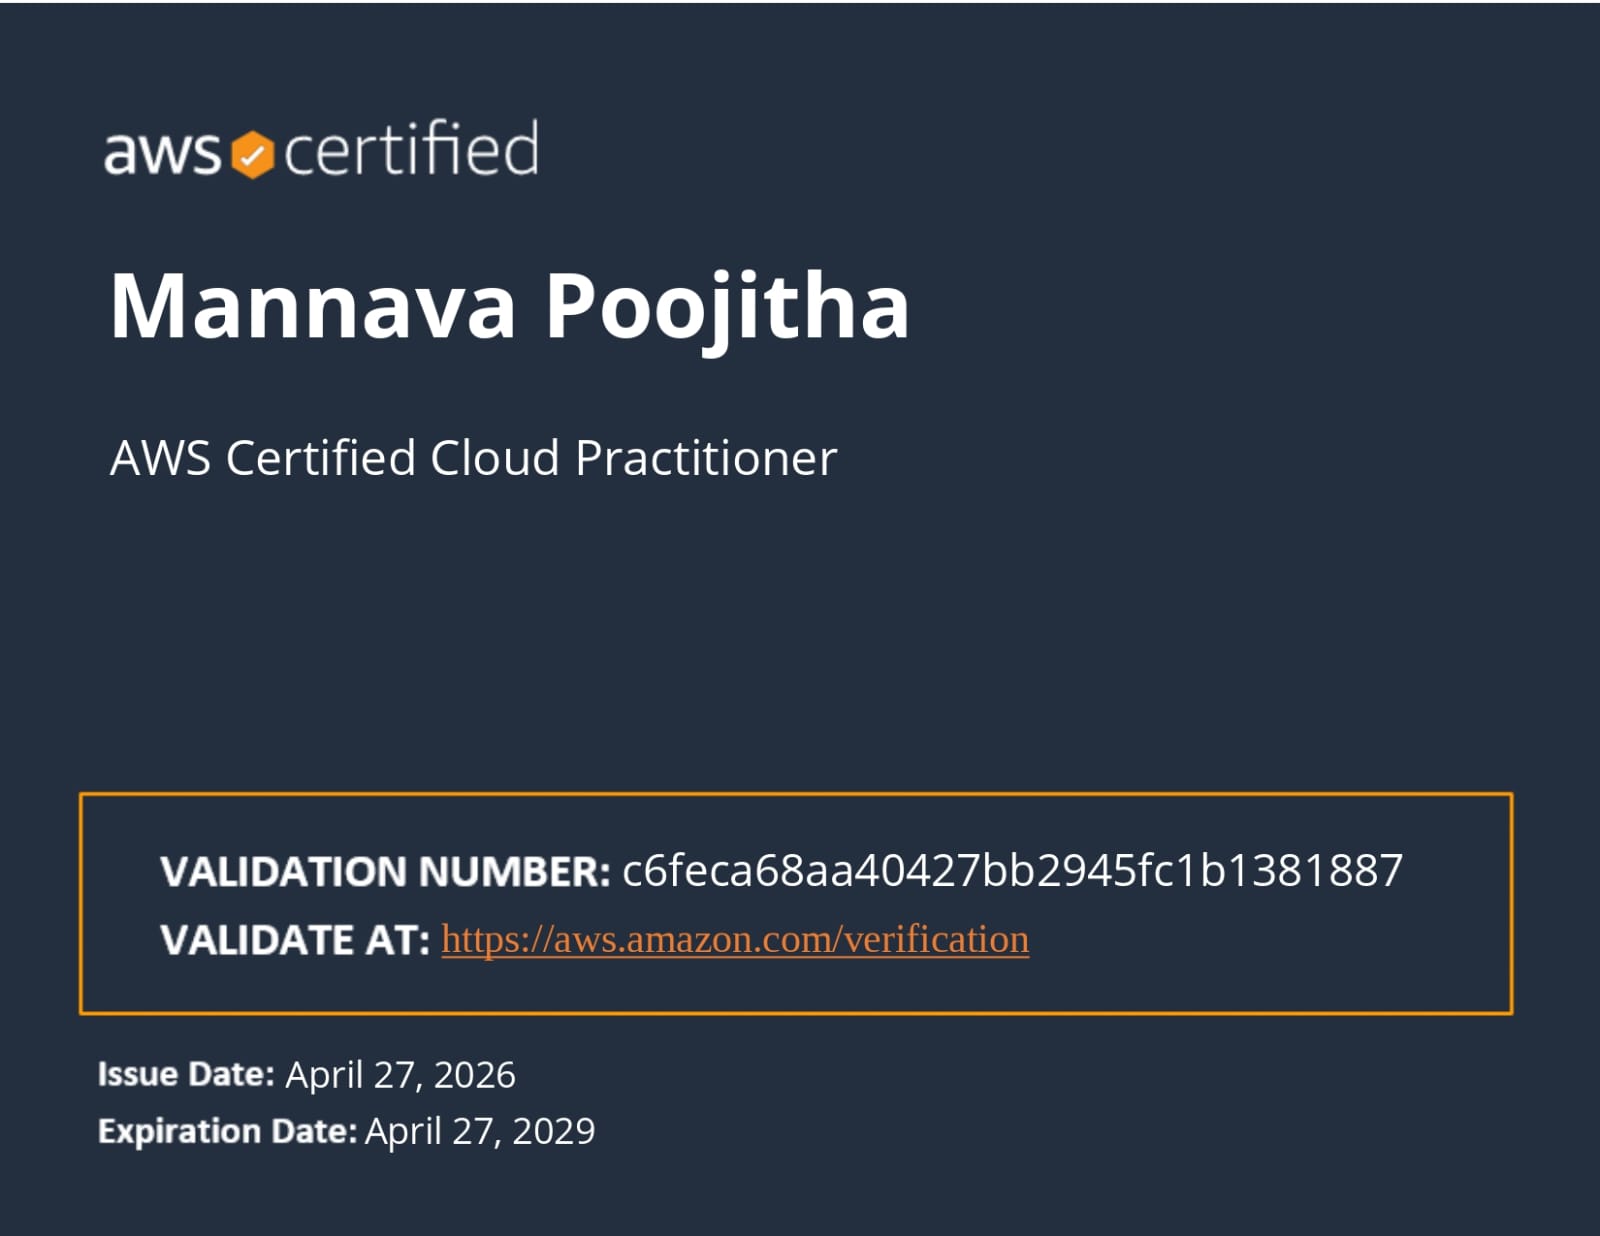 aws certified
Mannava Poojitha
AWS Certified Cloud Practitioner
VALIDATION NUMBER: c6feca68aa40427bb2945fc1b1381887
VALIDATE AT: https://aws.amazon.com/verification
Issue Date: April 27, 2026
Expiration Date: April 27, 2029